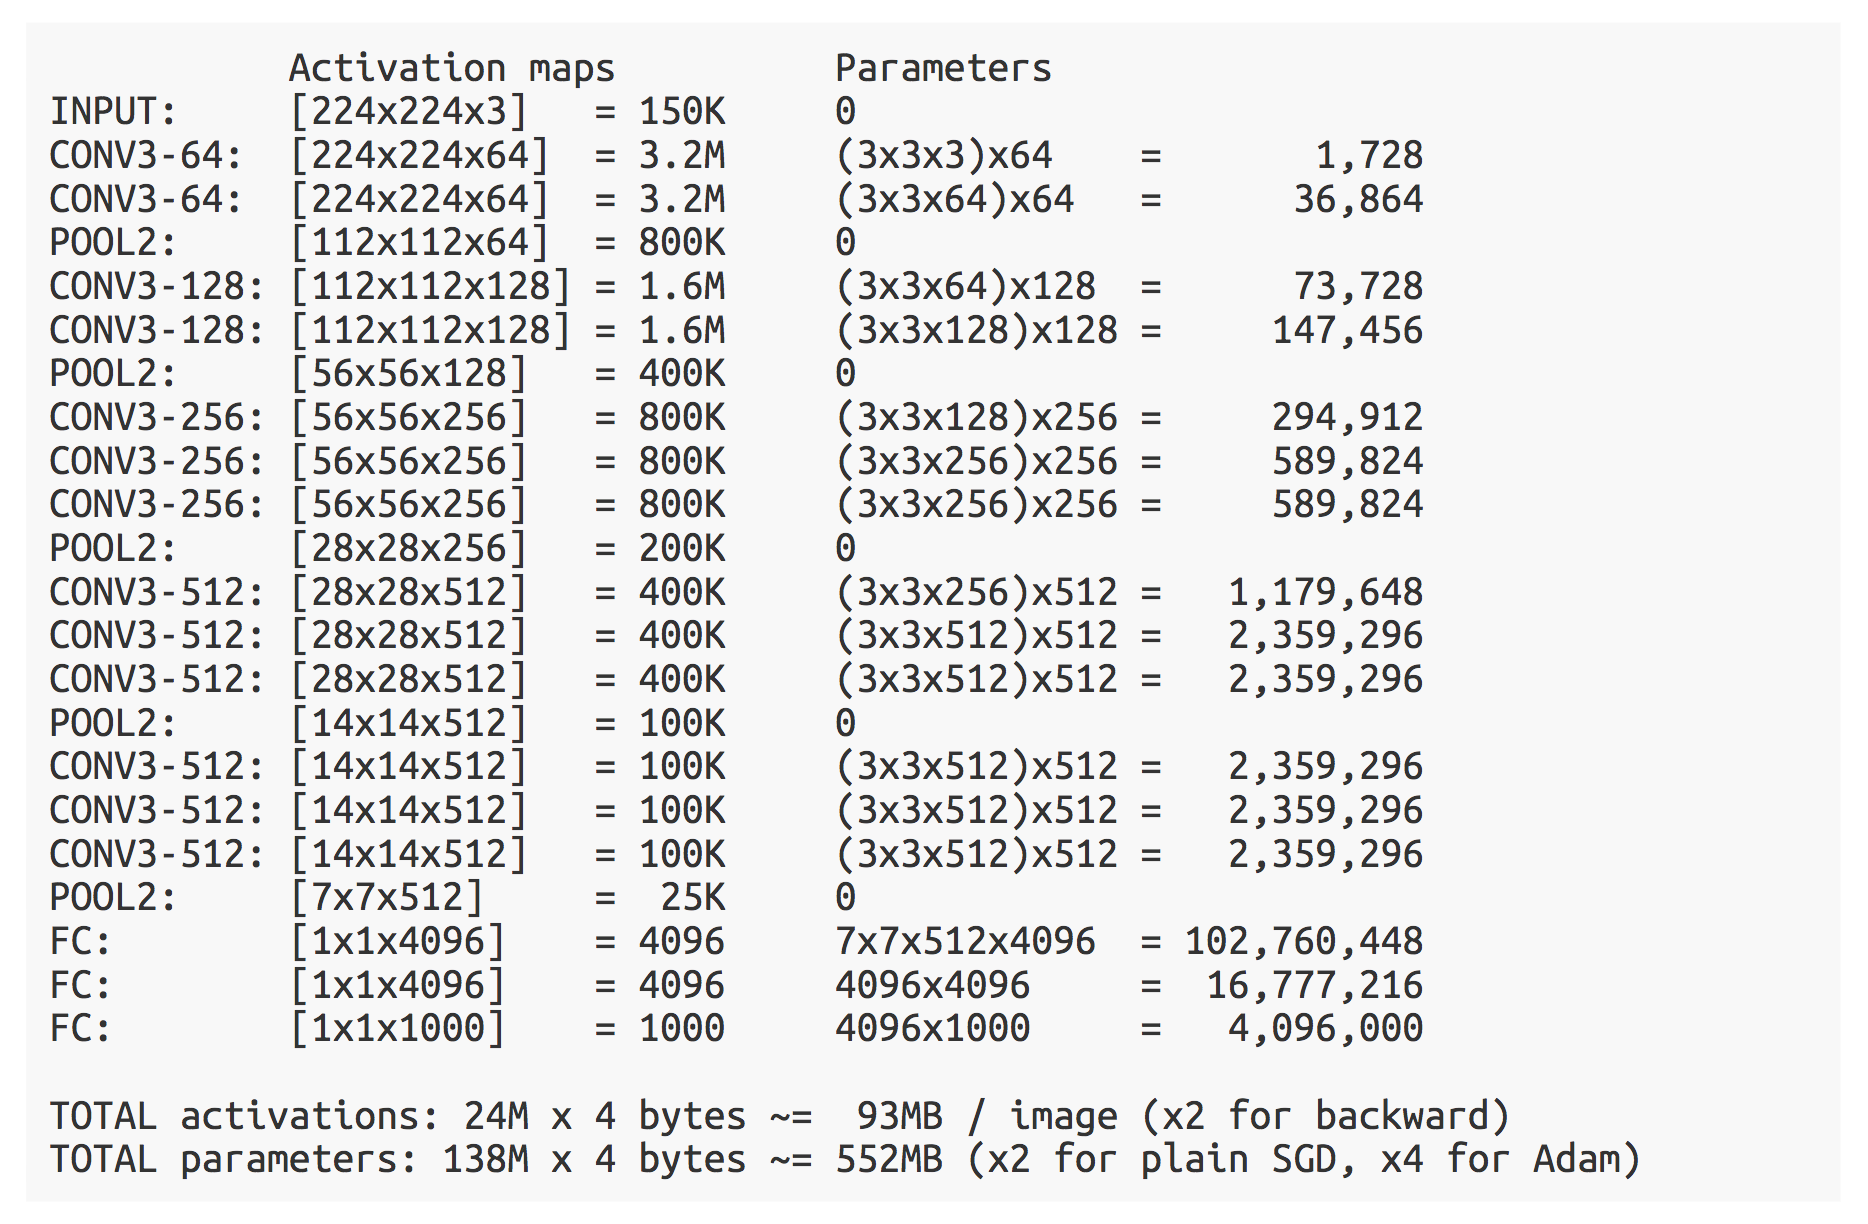 Activation maps Parameters
INPUT: [224x224x3] = 150K 0
CONV3-64: [224x224x64] = 3.2M (3x3x3)x64 = 1,728
CONV3-64: [224x224x64] = 3.2M (3x3x64)x64 = 36,864
POOL2: [112x112x64] = 800K 0
CONV3-128: [112x112x128] = 1.6M (3x3x64)x128 = 73,728
CONV3-128: [112x112x128] = 1.6M (3x3x128)x128 = 147,456
POOL2: [56x56x128] = 400K 0
CONV3-256: [56x56x256] = 800K (3x3x128)x256 = 294,912
CONV3-256: [56x56x256] = 800K (3x3x256)x256 = 589,824
CONV3-256: [56x56x256] = 800K (3x3x256)x256 = 589,824
POOL2: [28x28x256] = 200K 0
CONV3-512: [28x28x512] = 400K (3x3x256)x512 = 1,179,648
CONV3-512: [28x28x512] = 400K (3x3x512)x512 = 2,359,296
CONV3-512: [28x28x512] = 400K (3x3x512)x512 = 2,359,296
POOL2: [14x14x512] = 100K 0
CONV3-512: [14x14x512] = 100K (3x3x512)x512 = 2,359,296
CONV3-512: [14x14x512] = 100K (3x3x512)x512 = 2,359,296
CONV3-512: [14x14x512] = 100K (3x3x512)x512 = 2,359,296
POOL2: [7x7x512] = 25K 0
FC: [1x1x4096] = 4096 7x7x512x4096 = 102,760,448
FC: [1x1x4096] = 4096 4096x4096 = 16,777,216
FC: [1x1x1000] = 1000 4096x1000 = 4,096,000
TOTAL activations: 24M x 4 bytes ~= 93MB / image (x2 for backward)
TOTAL parameters: 138M x 4 bytes ~= 552MB (x2 for plain SGD, x4 for Adam)